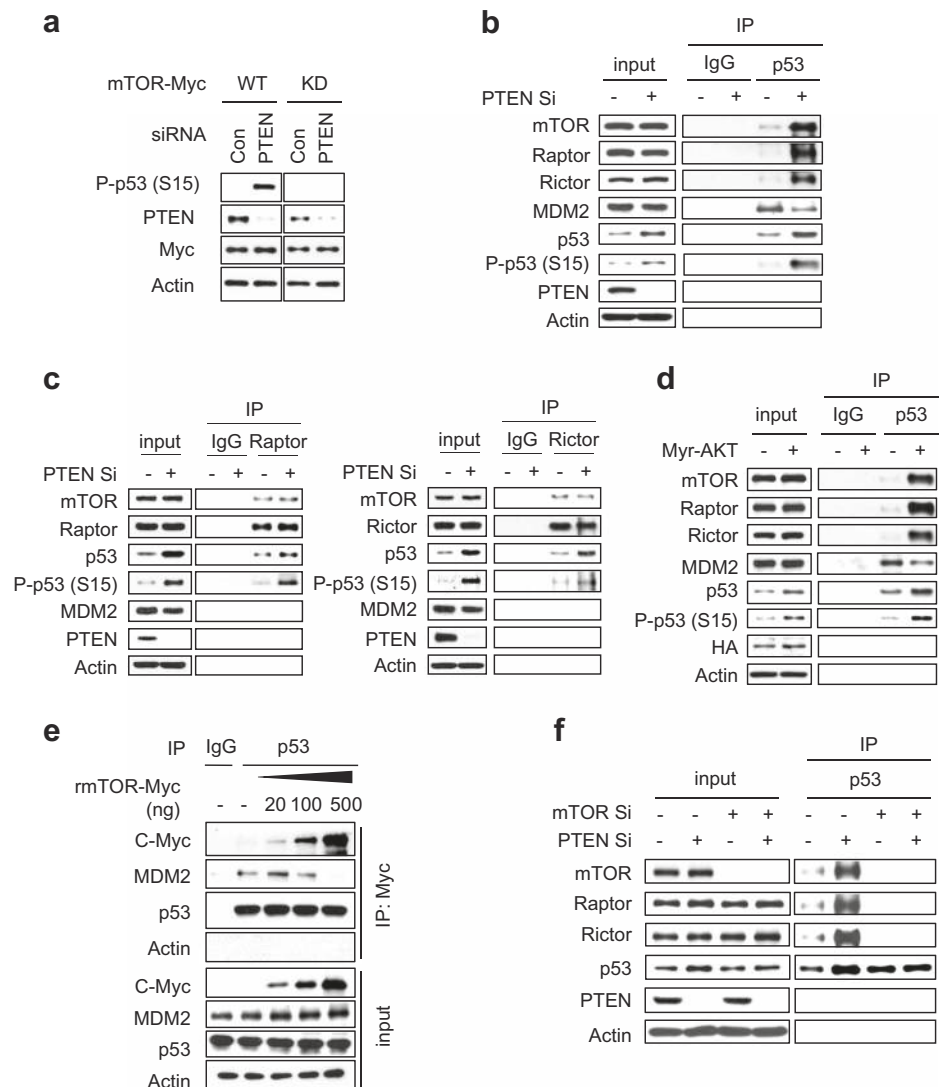 a
mTOR-Myc WT KD
siRNA Con PTEN Con PTEN
P-p53 (S15)
PTEN
Myc
Actin
b
IP
input IgG p53
PTEN Si - + - + - +
mTOR
Raptor
Rictor
MDM2
p53
P-p53 (S15)
PTEN
Actin
c
IP
input IgG Raptor
PTEN Si - + - + - +
mTOR
Raptor
p53
P-p53 (S15)
MDM2
PTEN
Actin
IP
input IgG Rictor
PTEN Si - + - + - +
mTOR
Rictor
p53
P-p53 (S15)
MDM2
PTEN
Actin
d
IP
input IgG p53
Myr-AKT - + - + - +
mTOR
Raptor
Rictor
MDM2
p53
P-p53 (S15)
HA
Actin
e
IP IgG p53
rmTOR-Myc
(ng) - - 20 100 500
C-Myc
MDM2
p53
Actin
IP: Myc
C-Myc
MDM2
p53
Actin
input
f
IP
input p53
mTOR Si - - + + - - + +
PTEN Si - + - + - + - +
mTOR
Raptor
Rictor
p53
PTEN
Actin